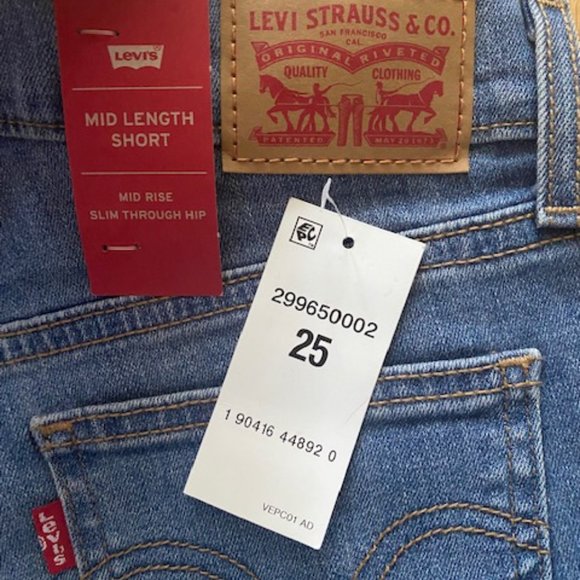 Levi's
MID LENGTH
SHORT
MID RISE
SLIM THROUGH HIP
LEVI STRAUSS & CO.
SAN FRANCISCO
CAL.
ORIGINAL RIVETED
QUALITY CLOTHING
PATENTED MAY 20 1873
EPC
299650002
25
1 90416 44892 0
VEPC01 AD
Levi's